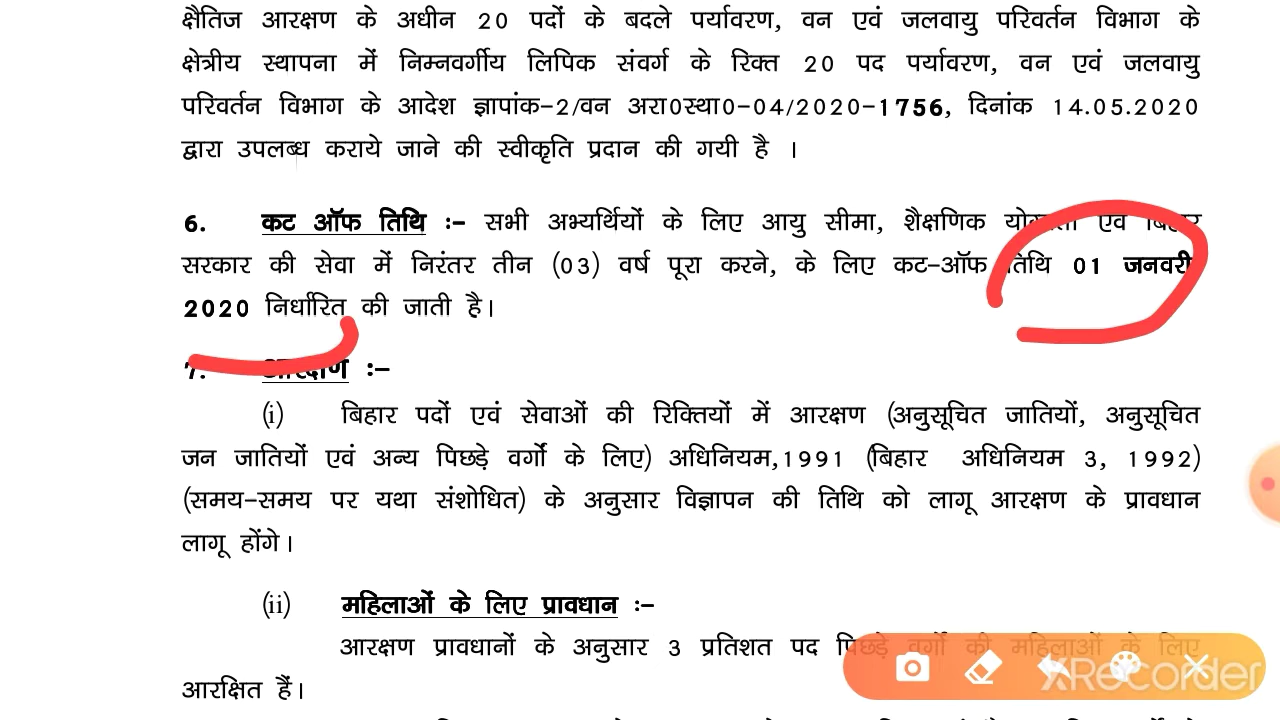 क्षैतिज आरक्षण के अधीन 20 पदों के बदले पर्यावरण, वन एवं जलवायु परिवर्तन विभाग के
क्षेत्रीय स्थापना में निम्नवर्गीय लिपिक संवर्ग के रिक्त 20 पद पर्यावरण, वन एवं जलवायु
परिवर्तन विभाग के आदेश ज्ञापांक-2/वन अरा0स्था0-04/2020-1756, दिनांक 14.05.2020
द्वारा उपलब्ध कराये जाने की स्वीकृति प्रदान की गयी है ।
6. कट ऑफ तिथि :- सभी अभ्यर्थियों के लिए आयु सीमा, शैक्षणिक योग्यता एवं बिहार
सरकार की सेवा में निरंतर तीन (03) वर्ष पूरा करने, के लिए कट-ऑफ तिथि 01 जनवरी
2020 निर्धारित की जाती है।
7. आरक्षण :-
(i) बिहार पदों एवं सेवाओं की रिक्तियों में आरक्षण (अनुसूचित जातियों, अनुसूचित
जन जातियों एवं अन्य पिछड़े वर्गों के लिए) अधिनियम,1991 (बिहार अधिनियम 3, 1992)
(समय-समय पर यथा संशोधित) के अनुसार विज्ञापन की तिथि को लागू आरक्षण के प्रावधान
लागू होंगे।
(ii) महिलाओं के लिए प्रावधान :-
आरक्षण प्रावधानों के अनुसार 3 प्रतिशत पद पिछड़े वर्गों की महिलाओं के लिए
आरक्षित हैं।
XRecorder